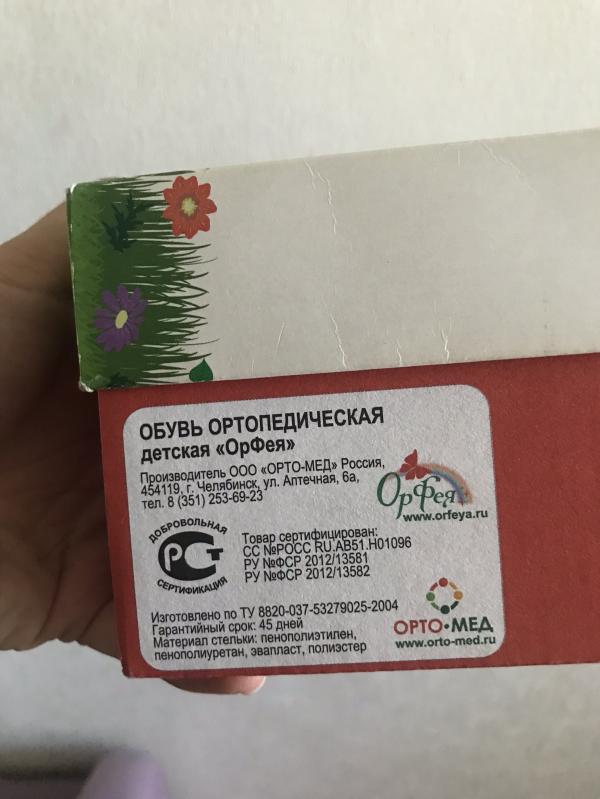 ОБУВЬ ОРТОПЕДИЧЕСКАЯ
детская «ОрФея»
Производитель ООО «ОРТО-МЕД» Россия,
454119, г. Челябинск, ул. Аптечная, 6а,
тел. 8 (351) 253-69-23
ОрФея
www.orfeya.ru
ДОБРОВОЛЬНАЯ
РСТ
СЕРТИФИКАЦИЯ
Товар сертифицирован:
СС №РОСС RU.АВ51.Н01096
РУ №ФСР 2012/13581
РУ №ФСР 2012/13582
Изготовлено по ТУ 8820-037-53279025-2004
Гарантийный срок: 45 дней
Материал стельки: пенополиэтилен,
пенополиуретан, эвапласт, полиэстер
ОРТО•МЕД
www.orto-med.ru